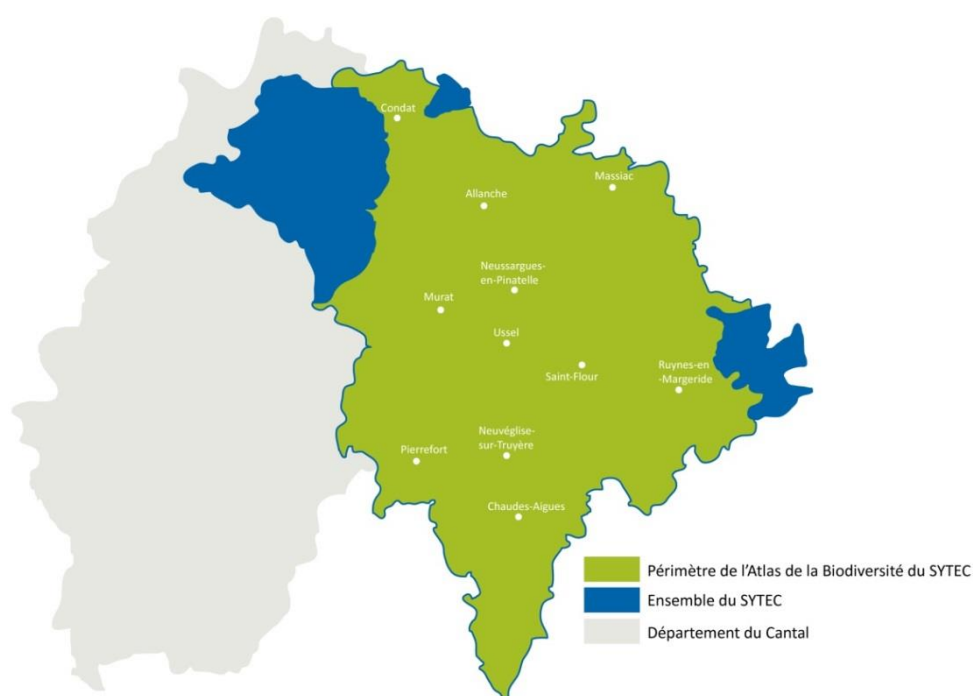 Condat
Massiac
Allanche
Neussargues-
en-Pinatelle
Murat
Ussel
Saint-Flour
Ruynes-en
-Margeride
Neuvéglise-
sur-Truyère
Pierrefort
Chaudes-Aigues
Périmètre de l'Atlas de la Biodiversité du SYTEC
Ensemble du SYTEC
Département du Cantal